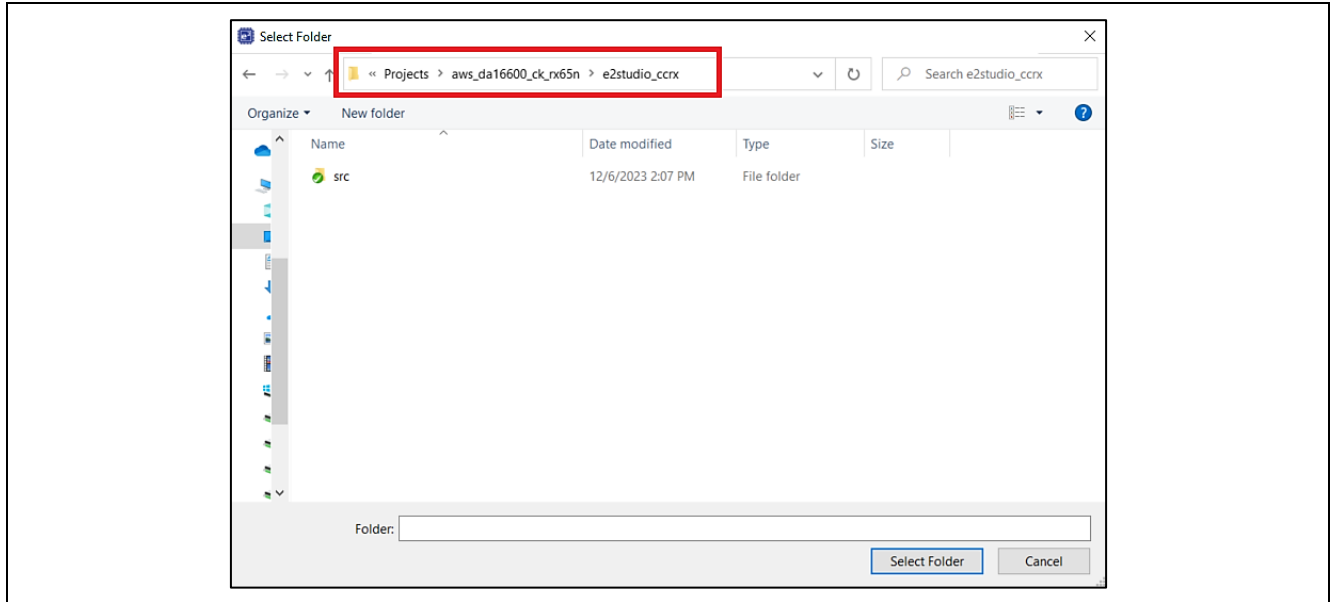 Select Folder
« Projects > aws_da16600_ck_rx65n > e2studio_ccrx
Search e2studio_ccrx
Organize
New folder
Name
Date modified
Type
Size
src
12/6/2023 2:07 PM
File folder
Folder:
Select Folder
Cancel